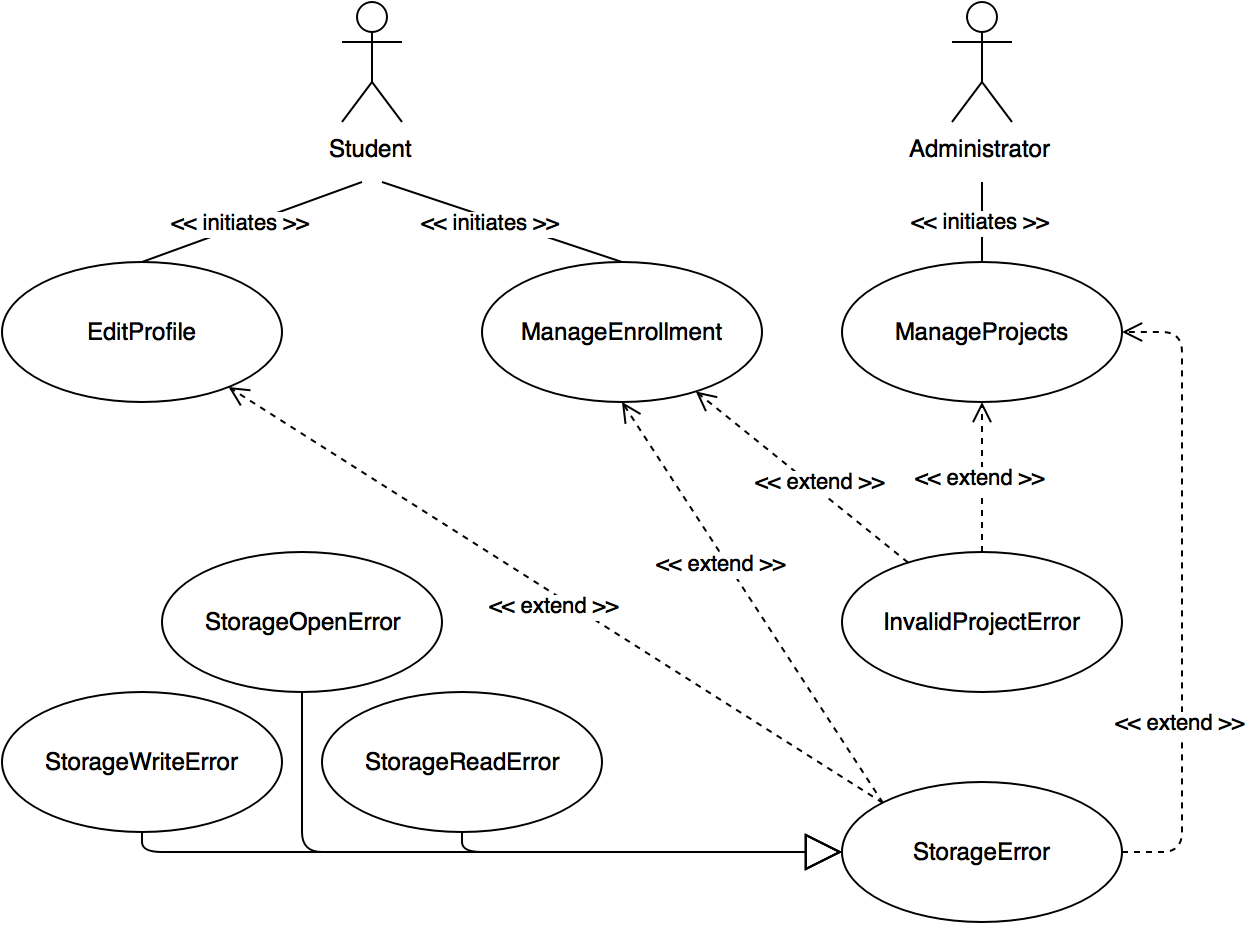 Student
Administrator
<< initiates >>
<< initiates >>
<< initiates >>
EditProfile
ManageEnrollment
ManageProjects
<< extend >>
<< extend >>
<< extend >>
<< extend >>
StorageOpenError
InvalidProjectError
<< extend >>
StorageWriteError
StorageReadError
StorageError